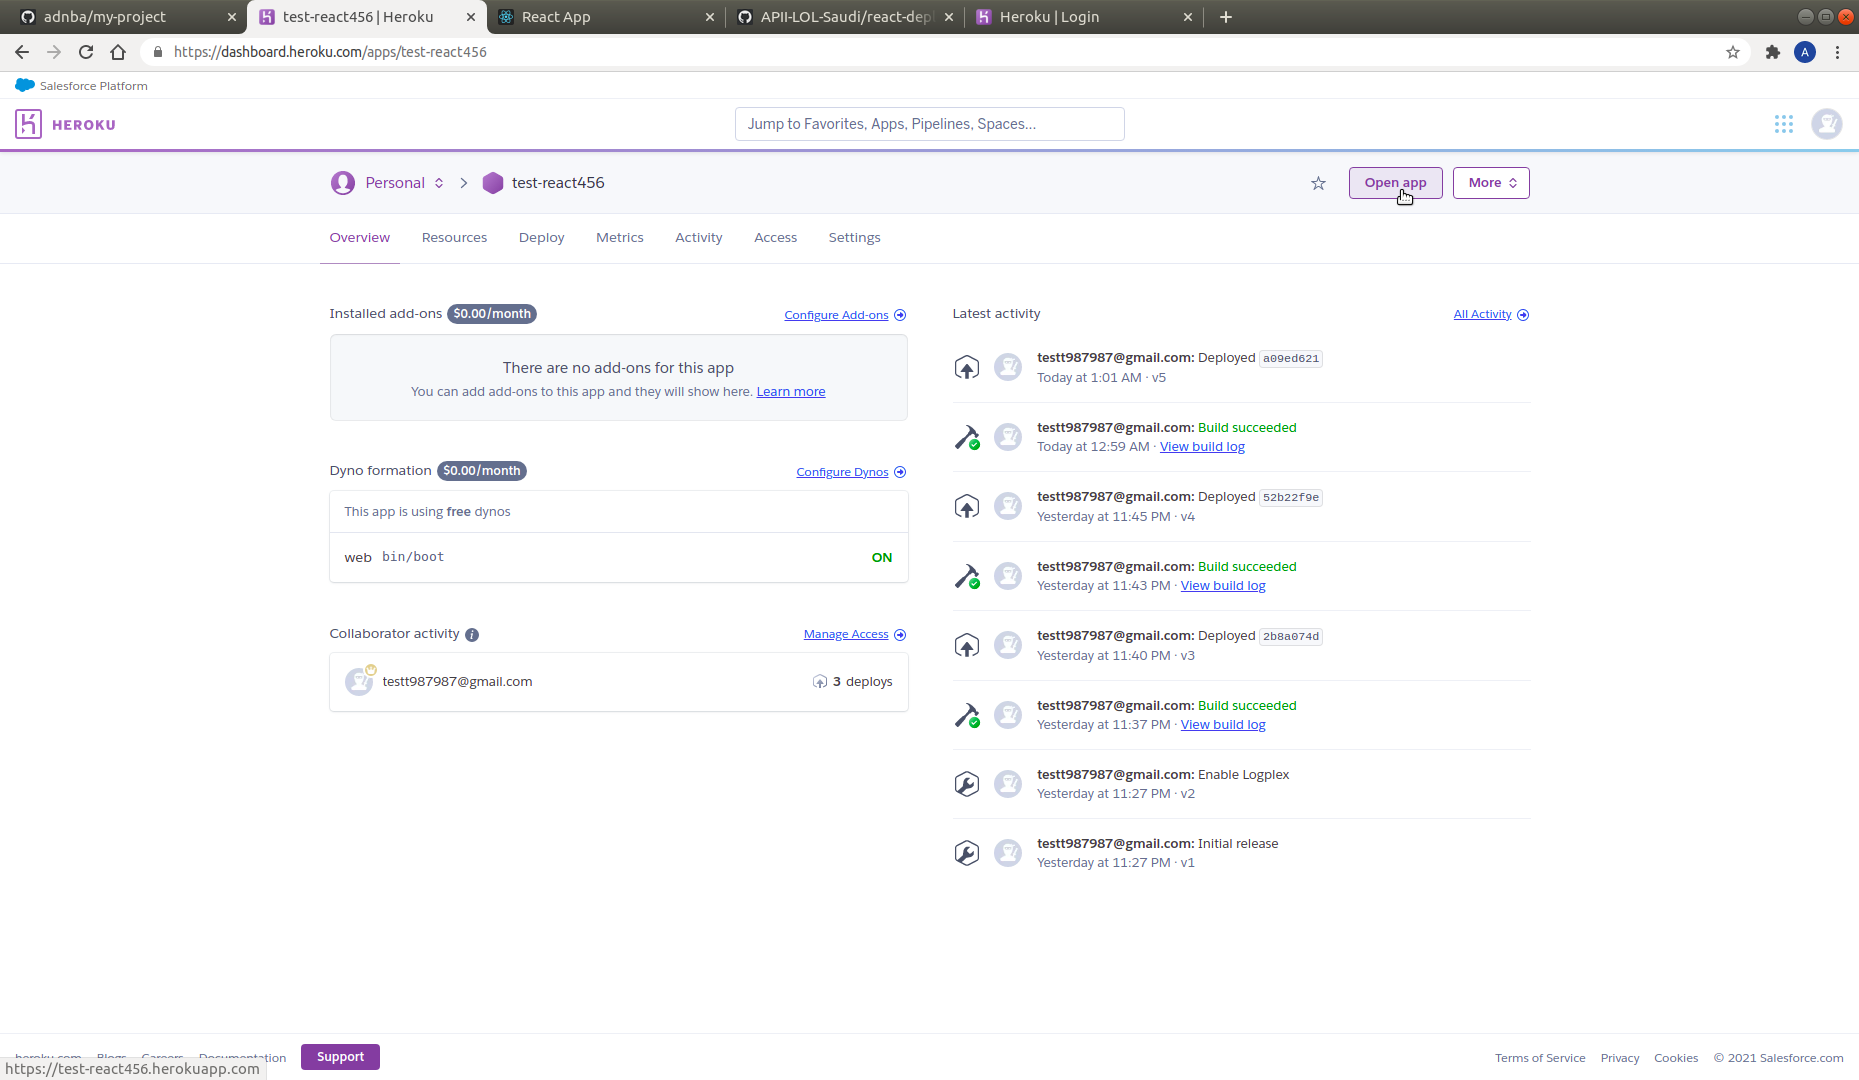 adnba/my-project
test-react456 | Heroku
React App
APII-LOL-Saudi/react-dep
Heroku | Login
https://dashboard.heroku.com/apps/test-react456
A
Salesforce Platform
HEROKU
Jump to Favorites, Apps, Pipelines, Spaces...
Personal
test-react456
Open app
More
Overview
Resources
Deploy
Metrics
Activity
Access
Settings
Installed add-ons $0.00/month
Configure Add-ons
There are no add-ons for this app
You can add add-ons to this app and they will show here. Learn more
Dyno formation $0.00/month
Configure Dynos
This app is using free dynos
web bin/boot
ON
Collaborator activity
Manage Access
testt987987@gmail.com
3 deploys
Latest activity
All Activity
testt987987@gmail.com: Deployed a09ed621
Today at 1:01 AM · v5
testt987987@gmail.com: Build succeeded
Today at 12:59 AM · View build log
testt987987@gmail.com: Deployed 52b22f9e
Yesterday at 11:45 PM · v4
testt987987@gmail.com: Build succeeded
Yesterday at 11:43 PM · View build log
testt987987@gmail.com: Deployed 2b8a074d
Yesterday at 11:40 PM · v3
testt987987@gmail.com: Build succeeded
Yesterday at 11:37 PM · View build log
testt987987@gmail.com: Enable Logplex
Yesterday at 11:27 PM · v2
testt987987@gmail.com: Initial release
Yesterday at 11:27 PM · v1
heroku.com
Blogs
Careers
Documentation
Support
Terms of Service
Privacy
Cookies
© 2021 Salesforce.com
https://test-react456.herokuapp.com